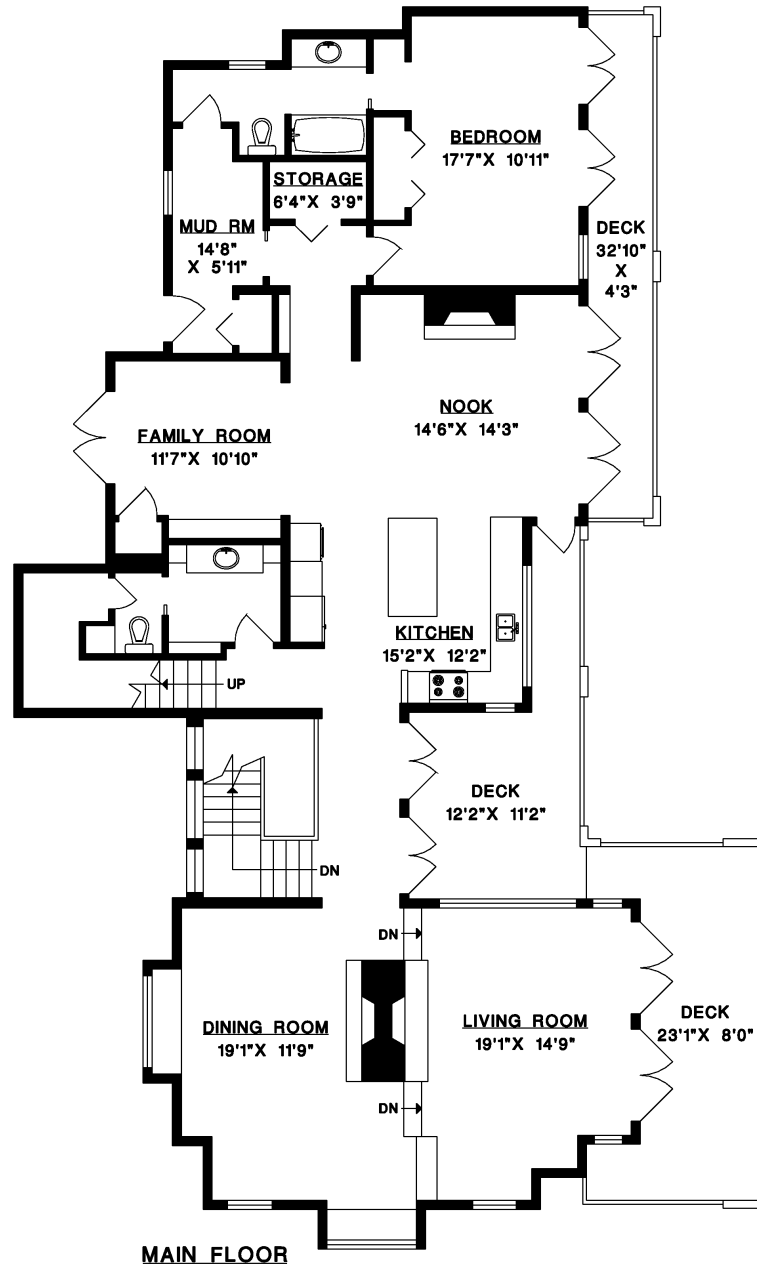 BEDROOM
17'7"X 10'11"
STORAGE
6'4"X 3'9"
MUD RM
14'8"
X 5'11"
DECK
32'10"
X
4'3"
NOOK
14'6"X 14'3"
FAMILY ROOM
11'7"X 10'10"
KITCHEN
15'2"X 12'2"
UP
DECK
12'2"X 11'2"
DN
DN
DINING ROOM
19'1"X 11'9"
LIVING ROOM
19'1"X 14'9"
DECK
23'1"X 8'0"
DN
MAIN FLOOR